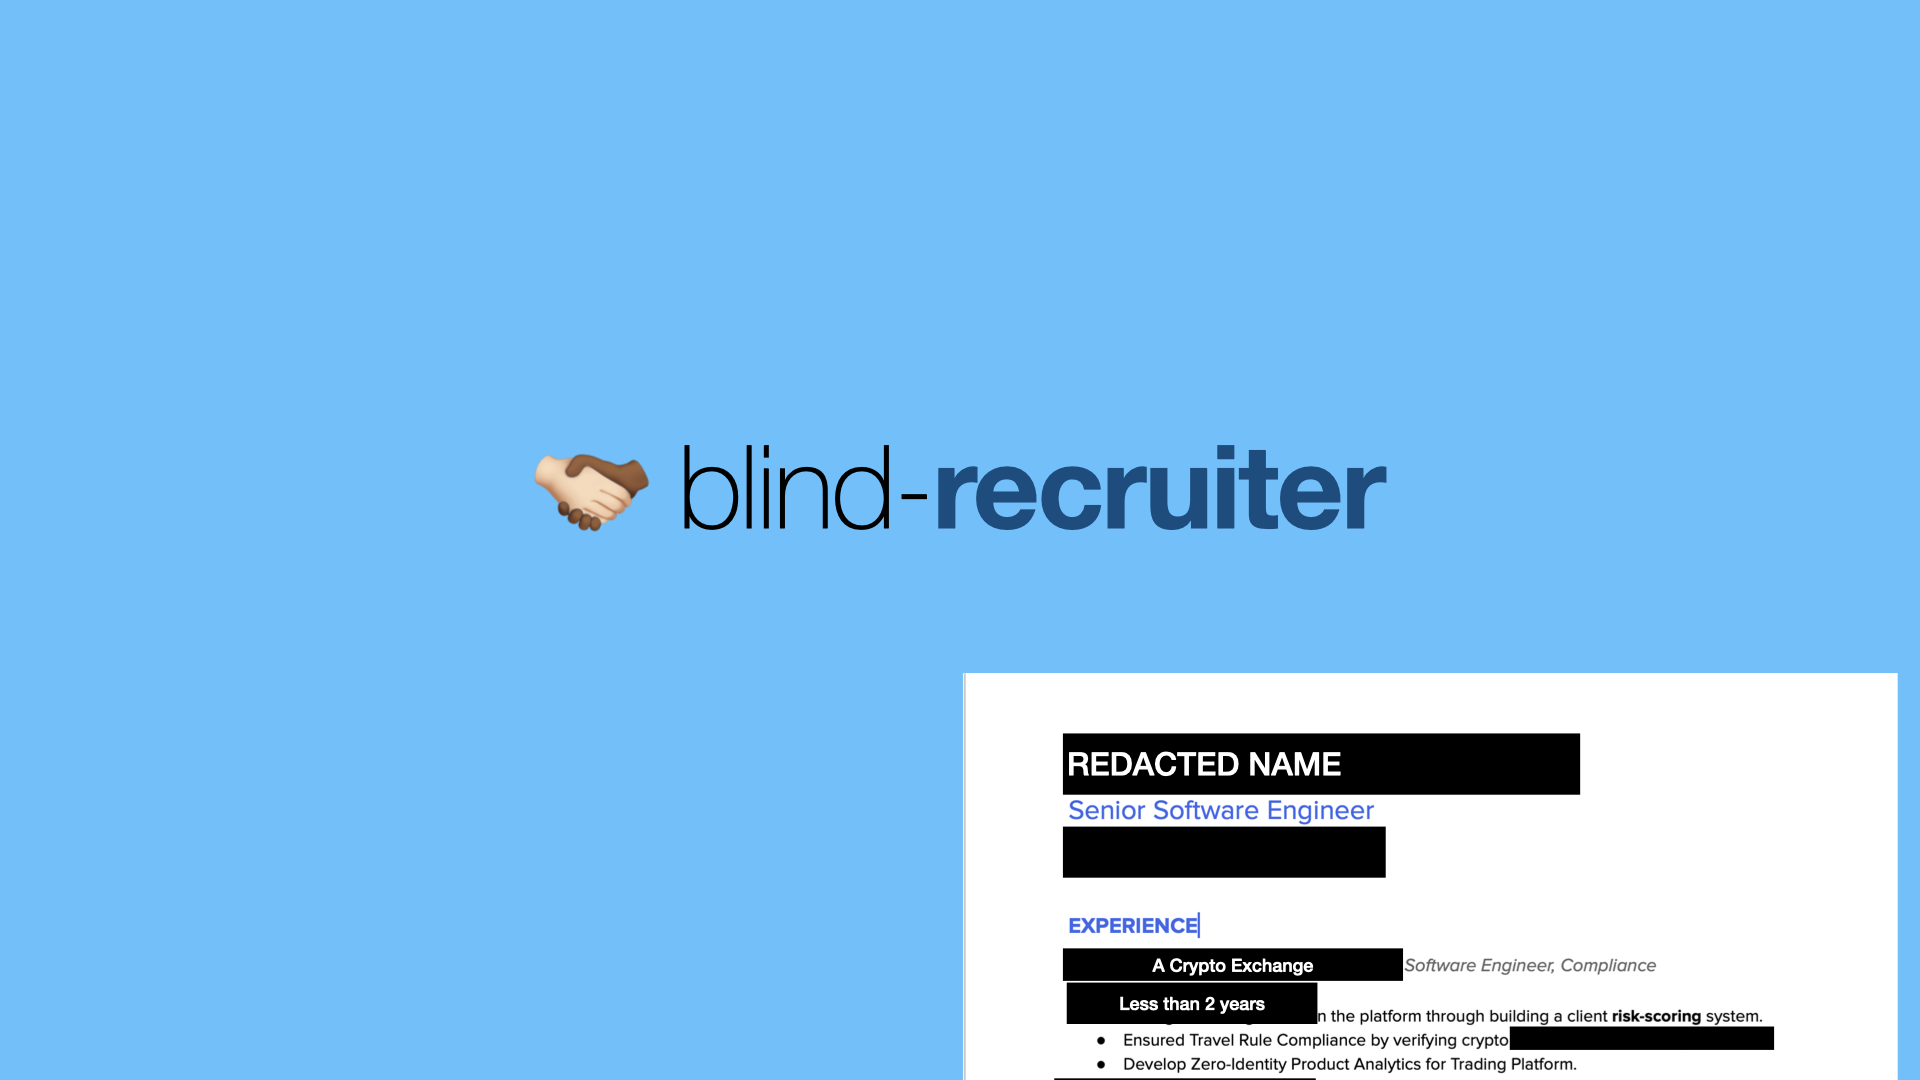 blind-recruiter
REDACTED NAME
Senior Software Engineer
EXPERIENCE
A Crypto Exchange Software Engineer, Compliance
Less than 2 years
the platform through building a client risk-scoring system.
● Ensured Travel Rule Compliance by verifying crypto
● Develop Zero-Identity Product Analytics for Trading Platform.